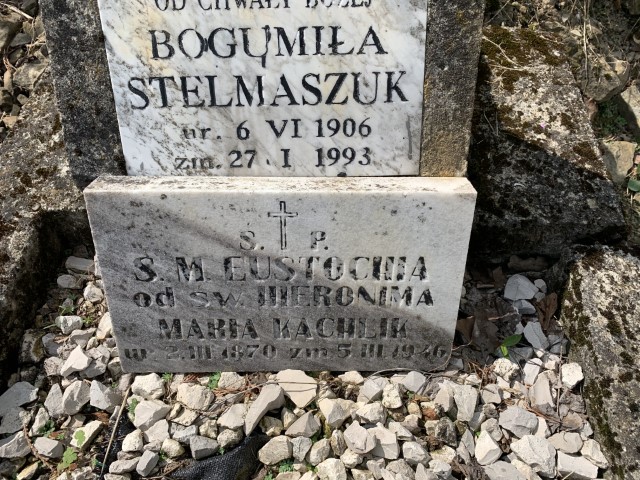 OD CHWAŁY BOŻEJ
BOGUMIŁA
STELMASZUK
ur. 6 VI 1906
zm. 27 I 1993
S. P.
S. M. EUSTOCHIA
od św. HIERONIMA
MARIA KACHLIK
ur 2.III 1870 zm 5 III 1946